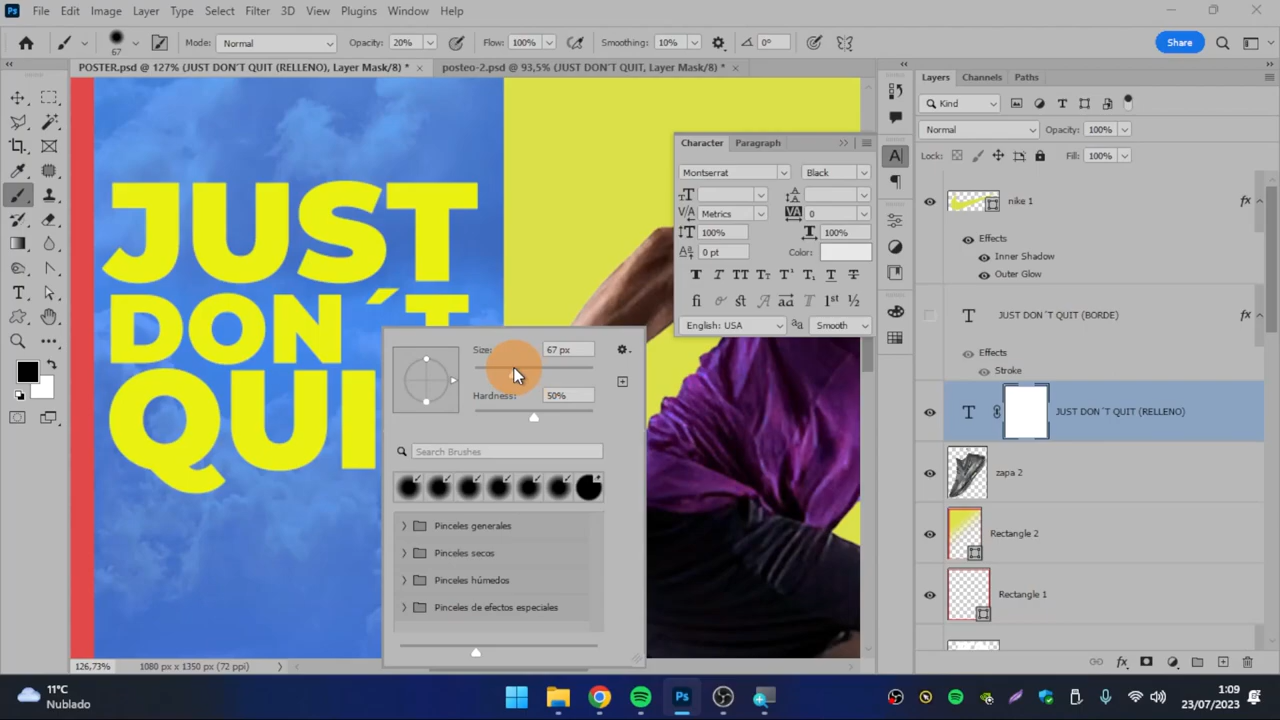 Ps File Edit Image Layer Type Select Filter 3D View Plugins Window Help
67 Mode: Normal Opacity: 20% Flow: 100% Smoothing: 10% 0° Share
POSTER.psd @ 127% (JUST DON'T QUIT (RELLENO), Layer Mask/8) * × posteo-2.psd @ 93,5% (JUST DON'T QUIT, Layer Mask/8) * ×
Layers Channels Paths
Kind
Normal Opacity: 100%
Lock: Fill: 100%
Character Paragraph
Montserrat Black
Metrics 0
100% 100%
0 pt Color:
English: USA Smooth
JUST
DON´T
QUI
Size: 67 px
Hardness: 50%
Search Brushes
Pinceles generales
Pinceles secos
Pinceles húmedos
Pinceles de efectos especiales
nike 1 fx
Effects
Inner Shadow
Outer Glow
JUST DON´T QUIT (BORDE) fx
Effects
Stroke
JUST DON´T QUIT (RELLENO)
zapa 2
Rectangle 2
Rectangle 1
126,73% 1080 px x 1350 px (72 ppi)
11°C
Nublado
1:09
23/07/2023